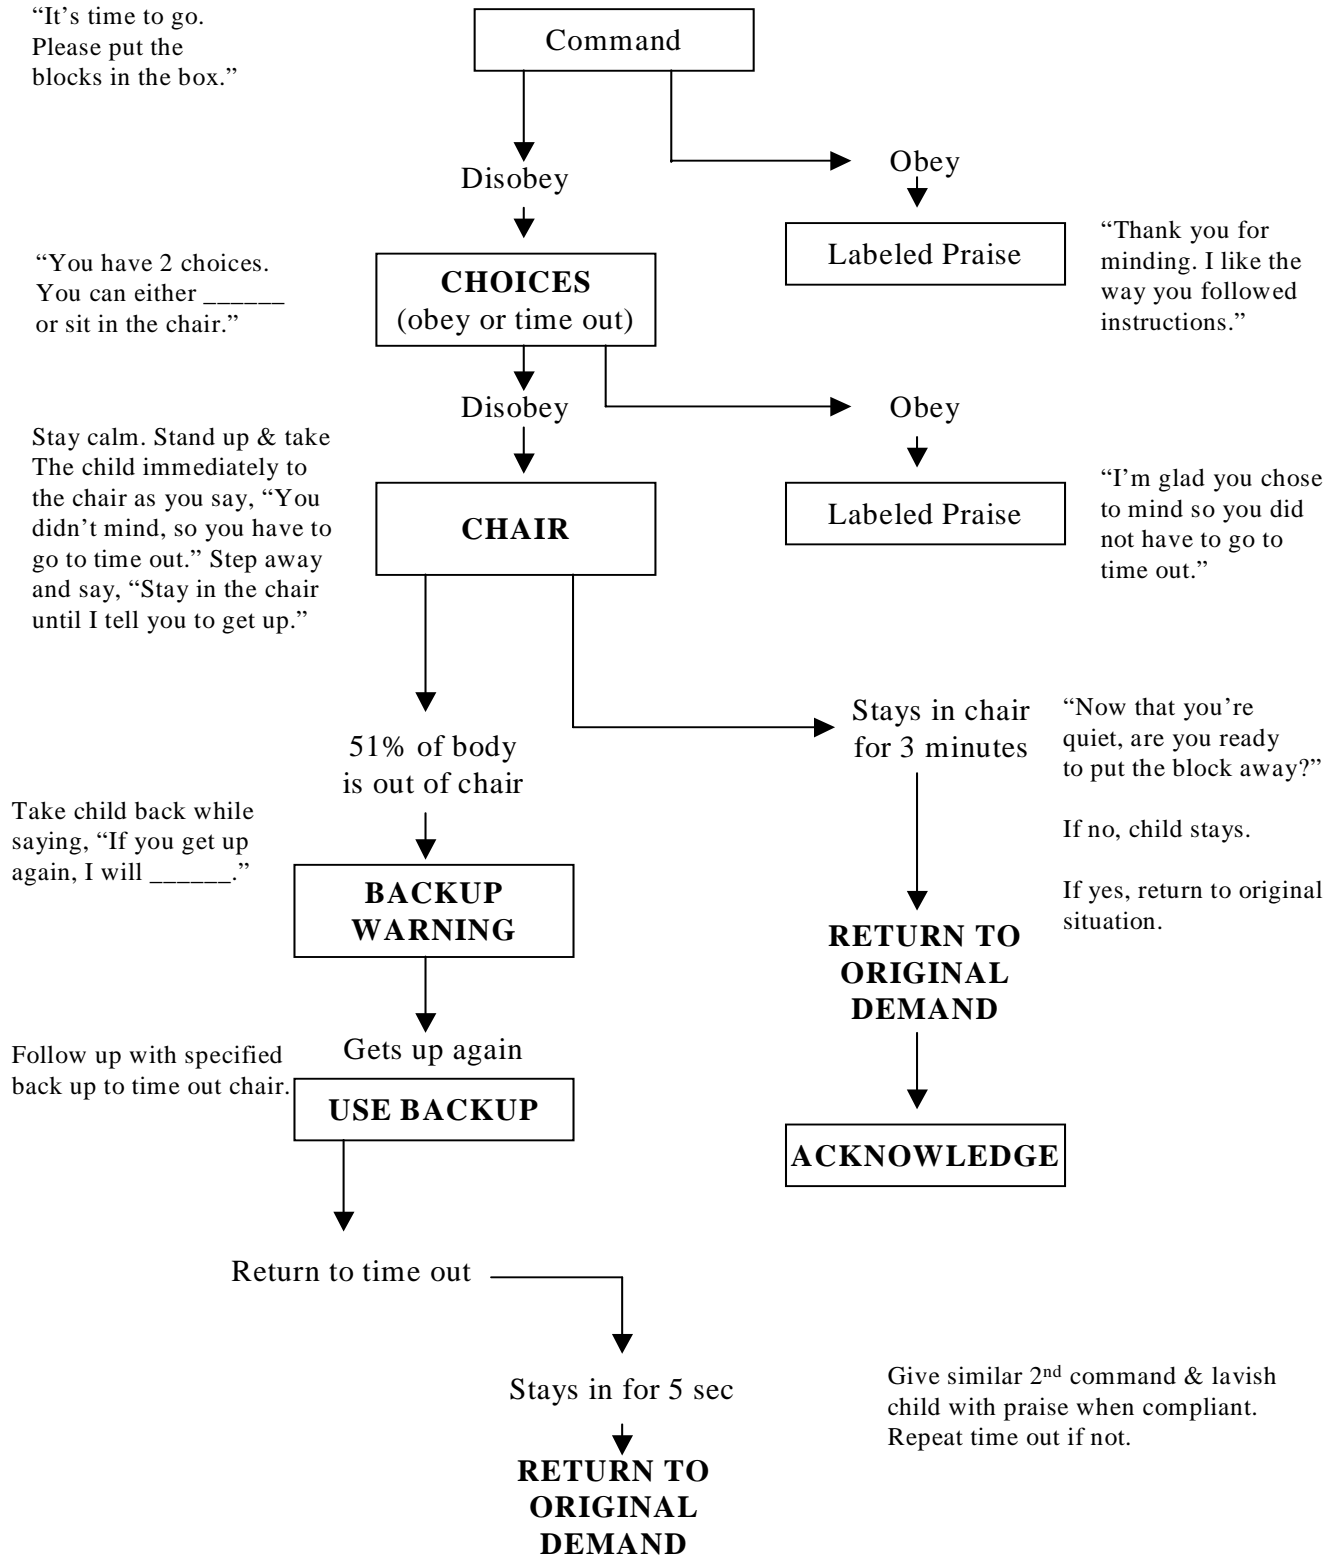 “It’s time to go.
Please put the
blocks in the box.”
Command
Disobey
Obey
Labeled Praise
“Thank you for
minding. I like the
way you followed
instructions.”
“You have 2 choices.
You can either ______
or sit in the chair.”
CHOICES
(obey or time out)
Disobey
Obey
Labeled Praise
“I’m glad you chose
to mind so you did
not have to go to
time out.”
Stay calm. Stand up & take
The child immediately to
the chair as you say, “You
didn’t mind, so you have to
go to time out.” Step away
and say, “Stay in the chair
until I tell you to get up.”
CHAIR
51% of body
is out of chair
Stays in chair
for 3 minutes
“Now that you’re
quiet, are you ready
to put the block away?”
If no, child stays.
If yes, return to original
situation.
Take child back while
saying, “If you get up
again, I will ______.”
BACKUP
WARNING
RETURN TO
ORIGINAL
DEMAND
Gets up again
Follow up with specified
back up to time out chair.
USE BACKUP
ACKNOWLEDGE
Return to time out
Stays in for 5 sec
Give similar 2nd command & lavish
child with praise when compliant.
Repeat time out if not.
RETURN TO
ORIGINAL
DEMAND